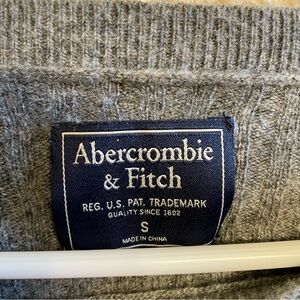 Abercrombie
& Fitch
REG. U.S. PAT. TRADEMARK
QUALITY SINCE 1892
S
MADE IN CHINA